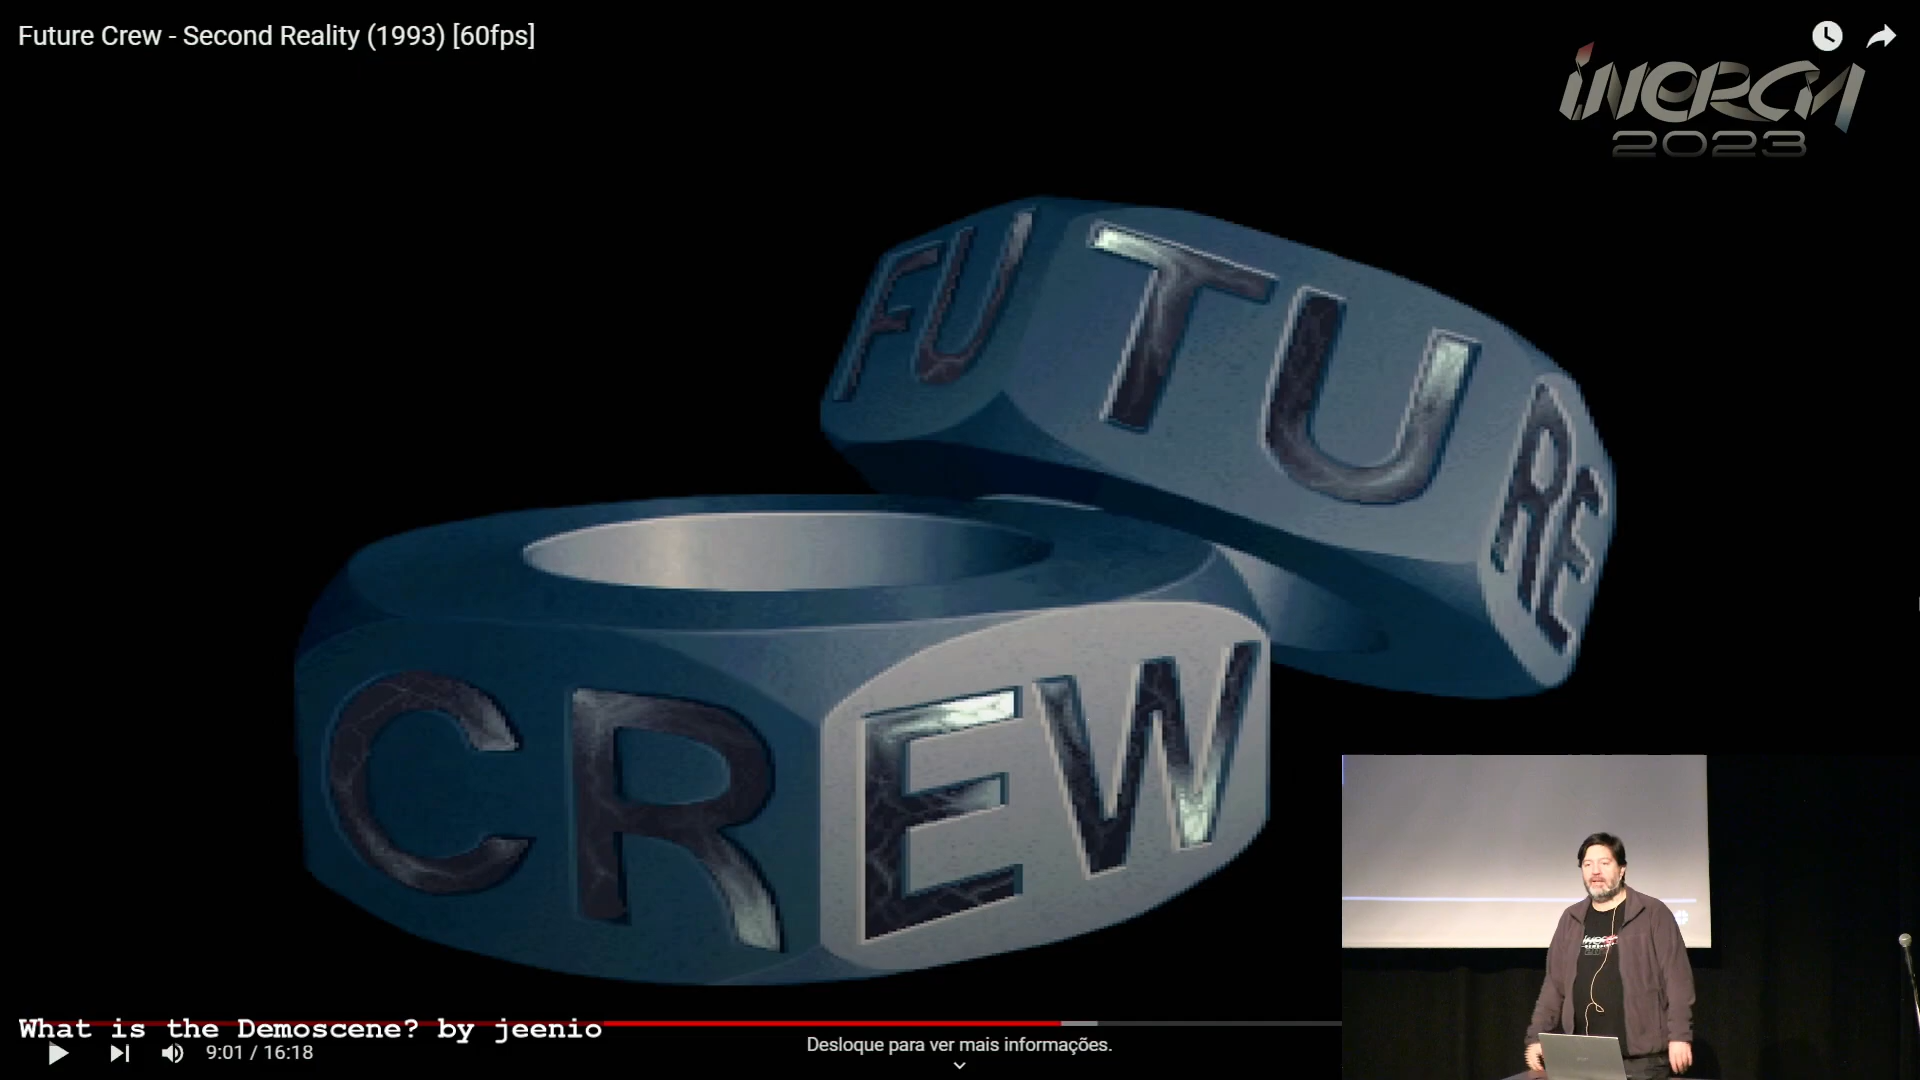 Future Crew - Second Reality (1993) [60fps]
iNERCiA
2023
FUTURE
CREW
What is the Demoscene? by jeenio
9:01 / 16:18
Desloque para ver mais informações.